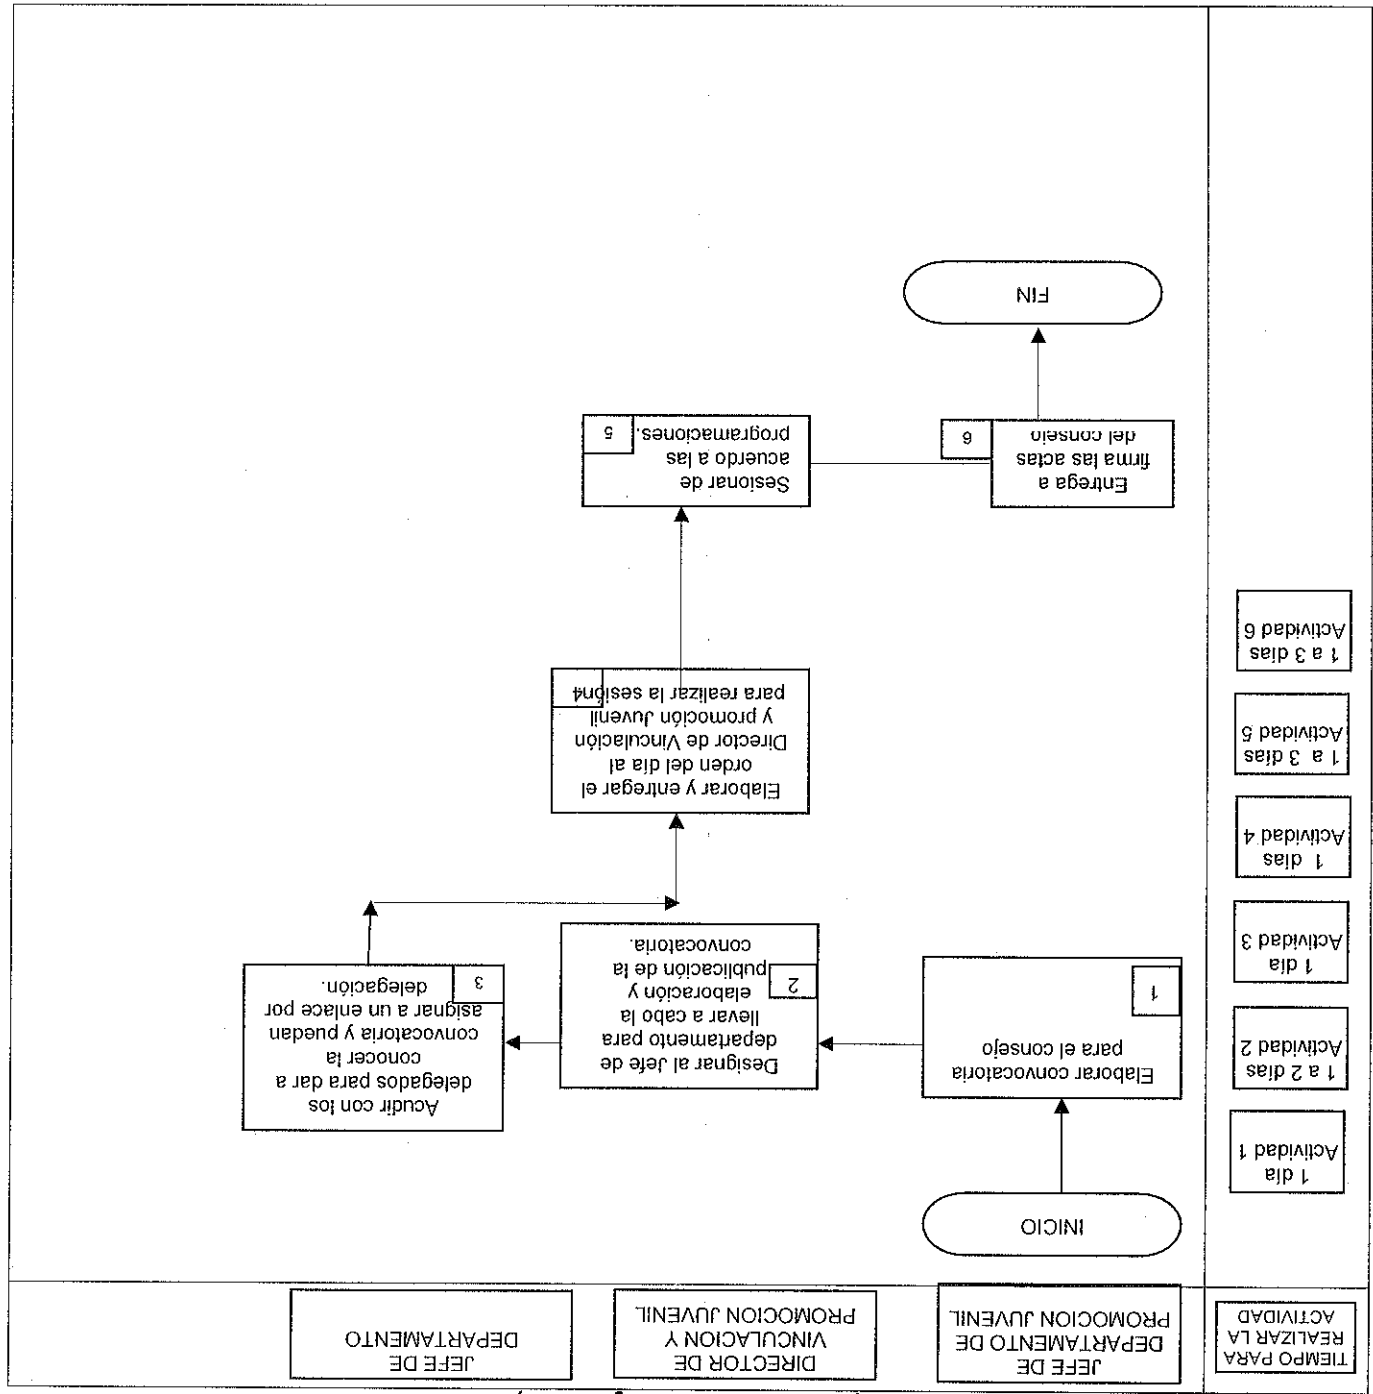 TIEMPO PARA
REALIZAR LA
ACTIVIDAD
JEFE DE
DEPARTAMENTO DE
PROMOCION JUVENIL
DIRECTOR DE
VINCULACION Y
PROMOCION JUVENIL
JEFE DE
DEPARTAMENTO
1 día
Actividad 1
1 a 2 días
Actividad 2
1 día
Actividad 3
1 días
Actividad 4
1 a 3 días
Actividad 5
1 a 3 días
Actividad 6
INICIO
Elaborar convocatoria
para el consejo
1
Designar al Jefe de
departamento para
llevar a cabo la
elaboración y
publicación de la
convocatoria.
2
Acudir con los
delegados para dar a
conocer la
convocatoria y puedan
asignar a un enlace por
delegación.
3
Elaborar y entregar el
orden del día al
Director de Vinculación
y promoción Juvenil
para realizar la sesión
4
Sesionar de
acuerdo a las
programaciones.
5
Entrega a
firma las actas
del consejo
6
FIN